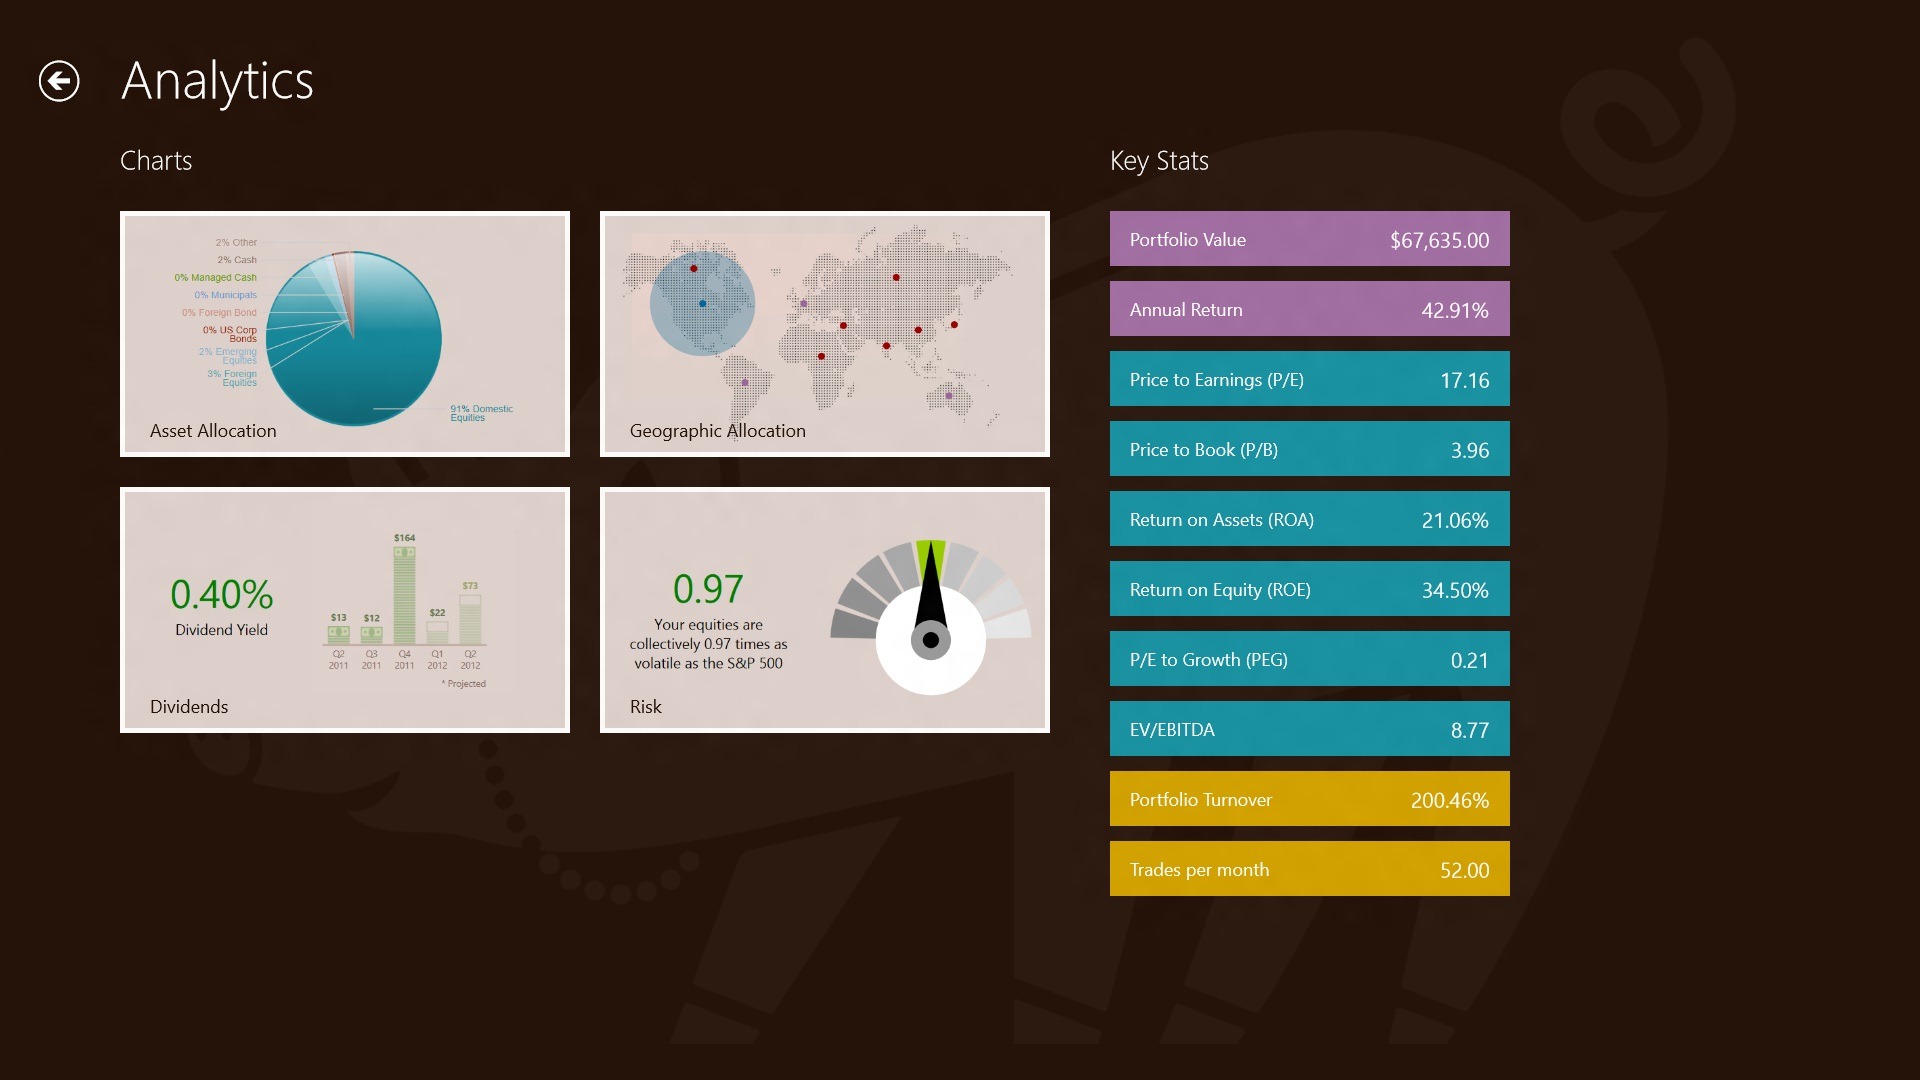 Analytics
Charts
2% Other
2% Cash
0% Managed Cash
0% Municipals
0% Foreign Bond
0% US Corp
Bonds
2% Emerging
Equities
3% Foreign
Equities
91% Domestic
Equities
Asset Allocation
Geographic Allocation
0.40%
Dividend Yield
$13
$12
$164
$22
$73
Q2 Q3 Q4 Q1 Q2
2011 2011 2011 2012 2012
* Projected
Dividends
0.97
Your equities are
collectively 0.97 times as
volatile as the S&P 500
Risk
Key Stats
Portfolio Value $67,635.00
Annual Return 42.91%
Price to Earnings (P/E) 17.16
Price to Book (P/B) 3.96
Return on Assets (ROA) 21.06%
Return on Equity (ROE) 34.50%
P/E to Growth (PEG) 0.21
EV/EBITDA 8.77
Portfolio Turnover 200.46%
Trades per month 52.00